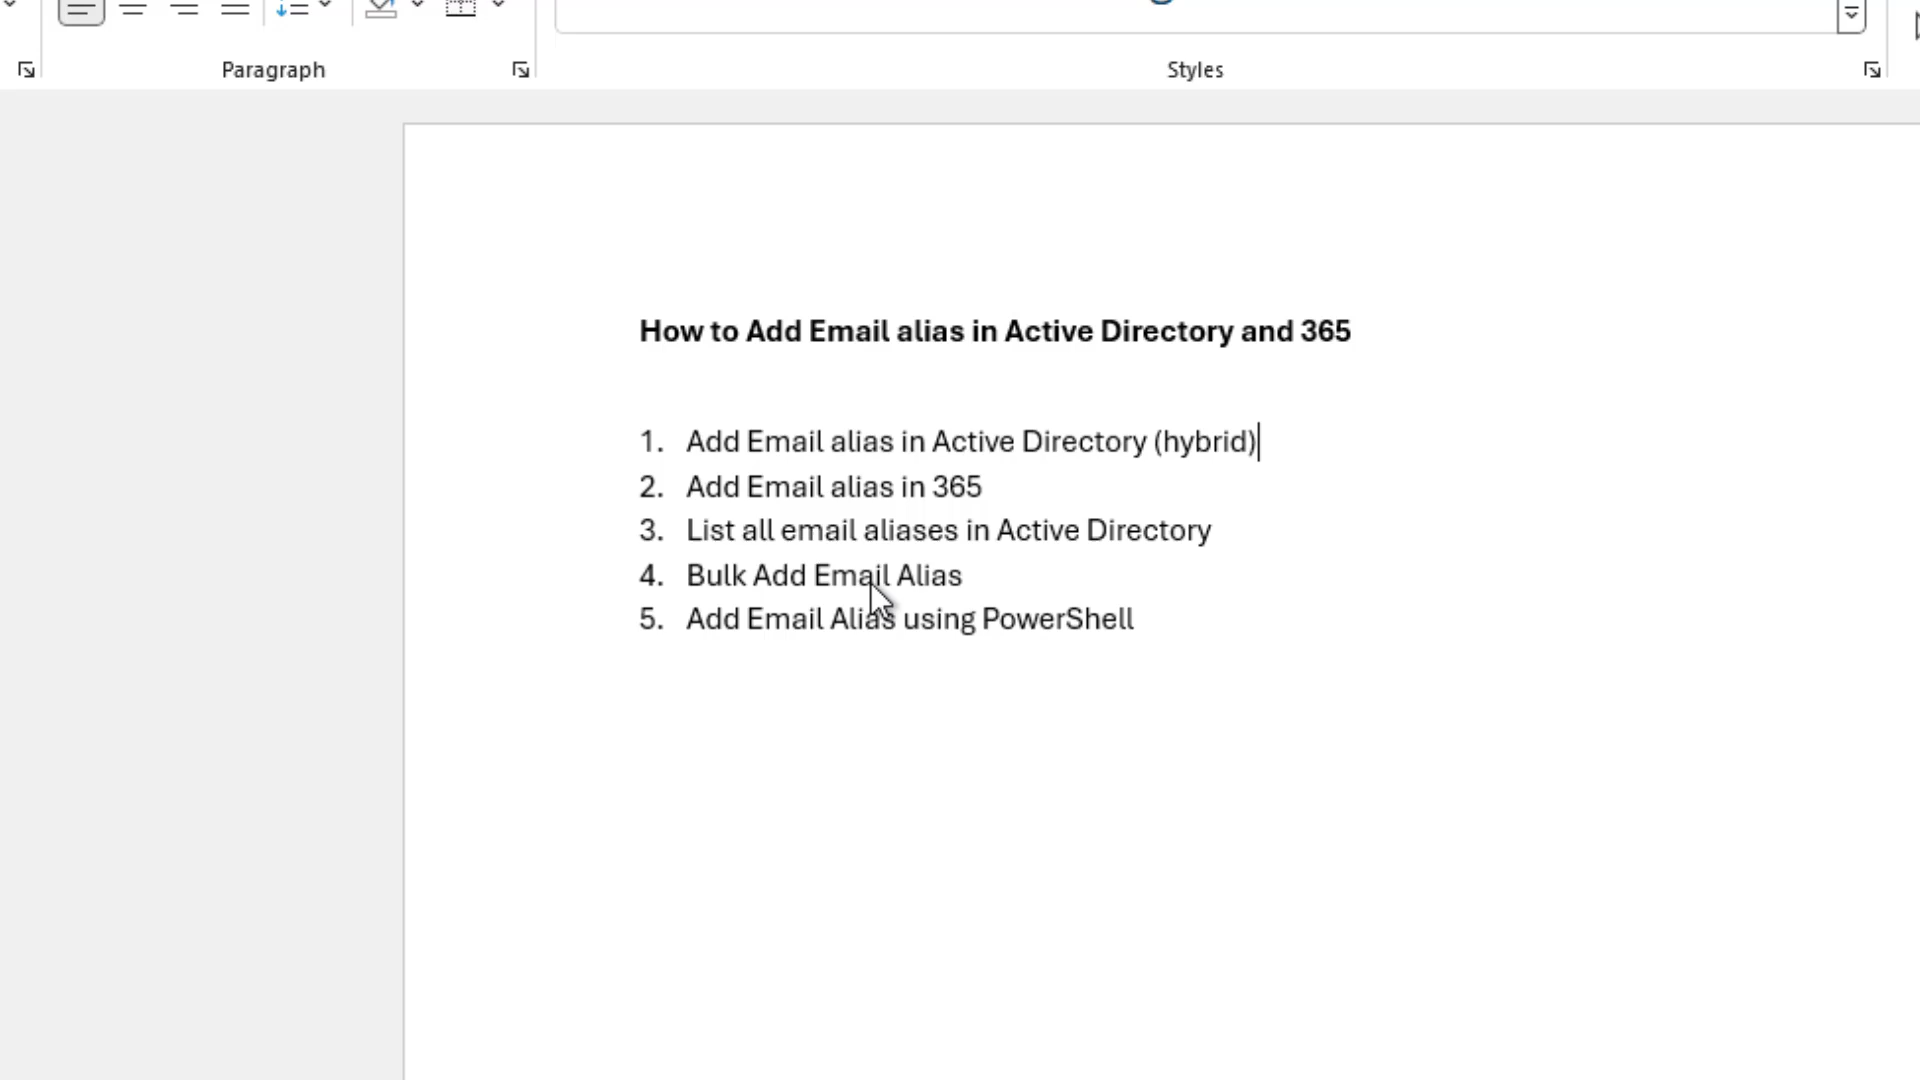 Paragraph
Styles
How to Add Email alias in Active Directory and 365
1. Add Email alias in Active Directory (hybrid)
2. Add Email alias in 365
3. List all email aliases in Active Directory
4. Bulk Add Email Alias
5. Add Email Alias using PowerShell